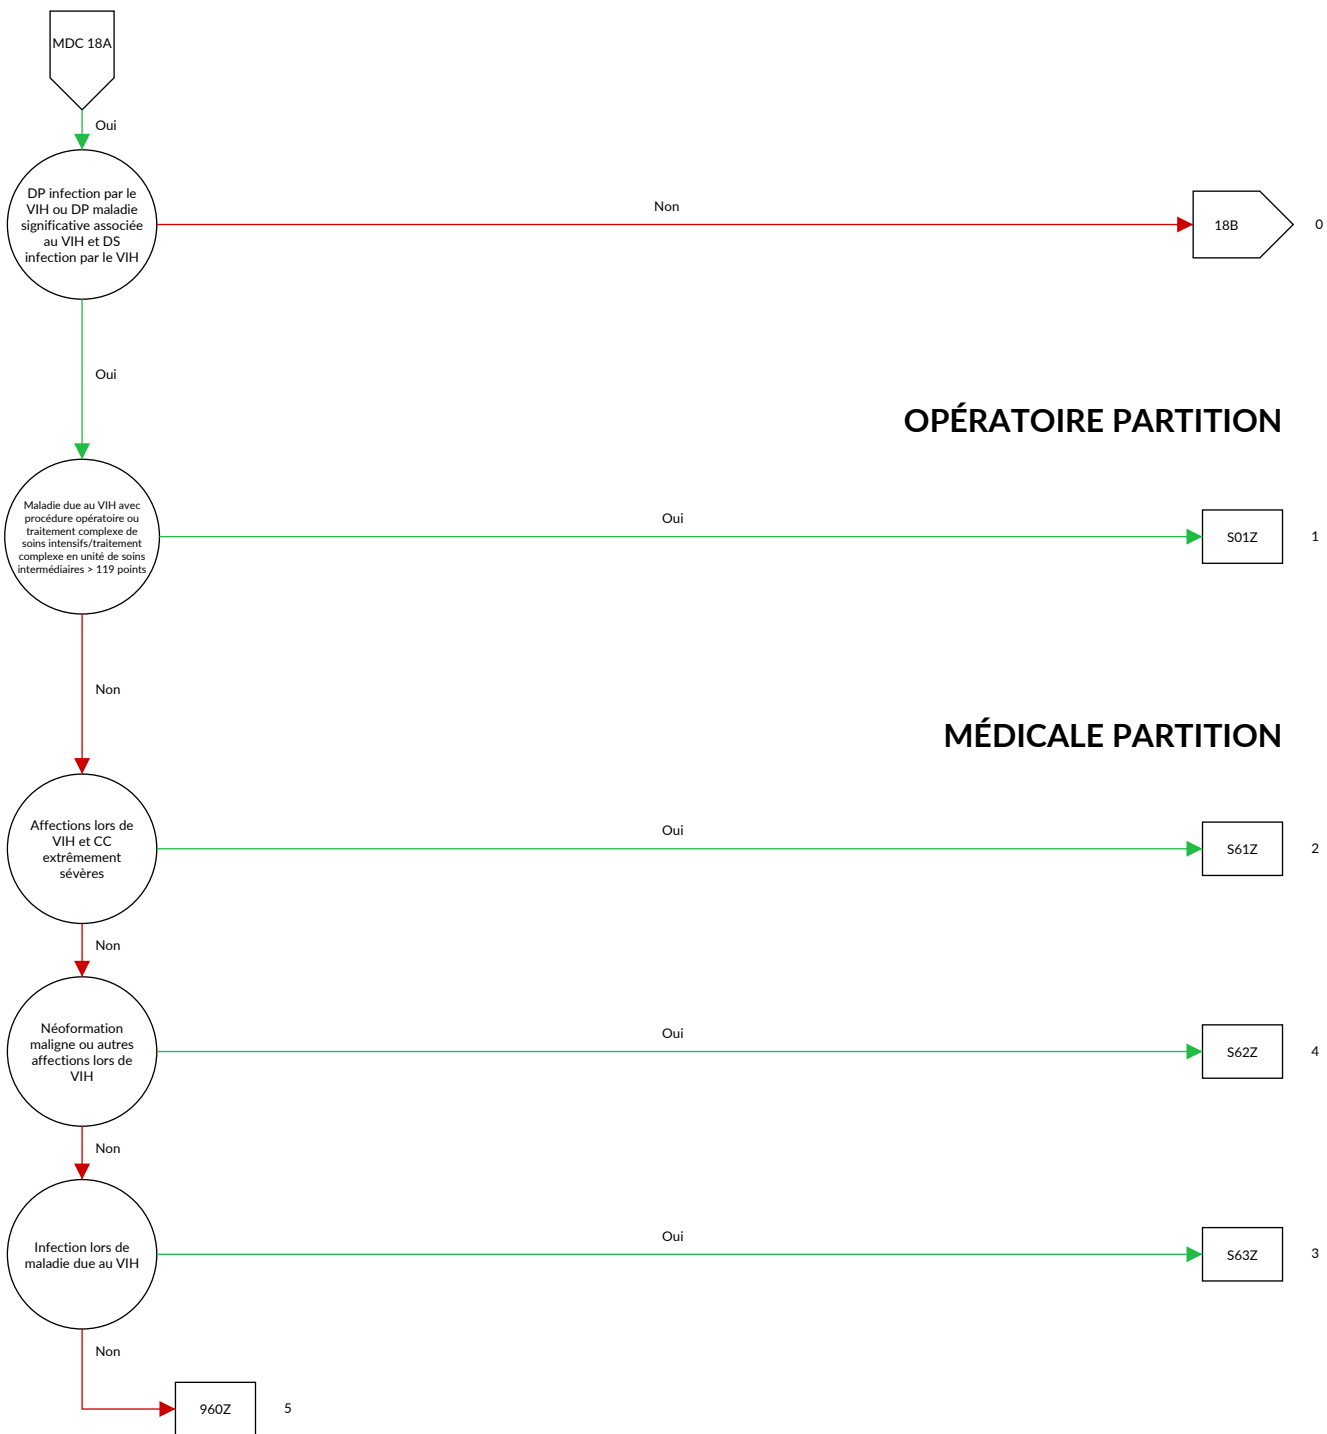 MDC 18A
Oui
DP infection par le
VIH ou DP maladie
significative associée
au VIH et DS
infection par le VIH
Non
18B
0
Oui
OPÉRATOIRE PARTITION
Maladie due au VIH avec
procédure opératoire ou
traitement complexe de
soins intensifs/traitement
complexe en unité de soins
intermédiaires > 119 points
Oui
S01Z
1
Non
MÉDICALE PARTITION
Affections lors de
VIH et CC
extrêmement
sévères
Oui
S61Z
2
Non
Néoformation
maligne ou autres
affections lors de
VIH
Oui
S62Z
4
Non
Infection lors de
maladie due au VIH
Oui
S63Z
3
Non
960Z
5